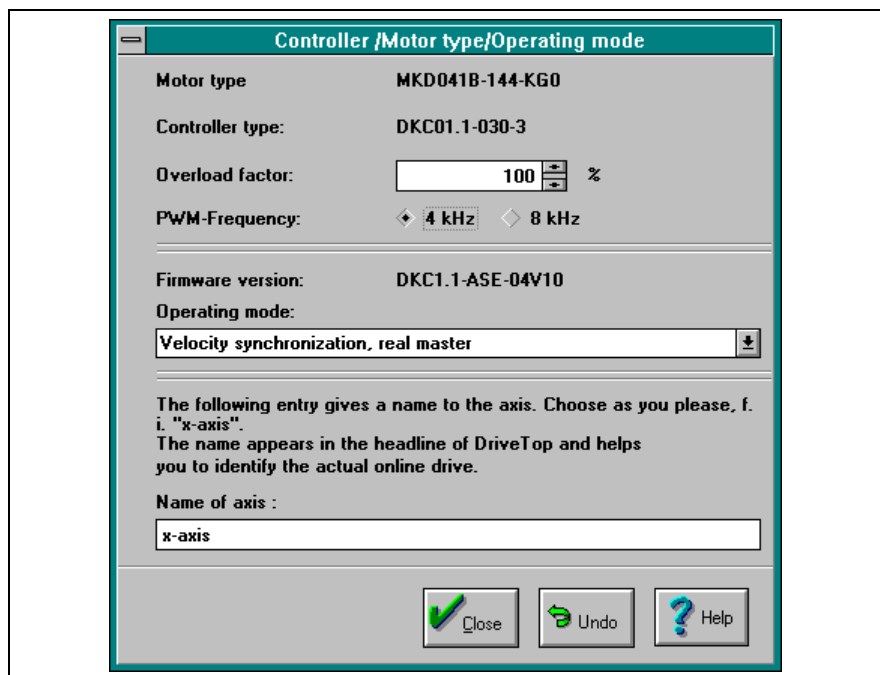 Controller /Motor type/Operating mode
Motor type MKD041B-144-KG0
Controller type: DKC01.1-030-3
Overload factor: 100 %
PWM-Frequency: 4 kHz 8 kHz
Firmware version: DKC1.1-ASE-04V10
Operating mode:
Velocity synchronization, real master
The following entry gives a name to the axis. Choose as you please, f.
i. "x-axis".
The name appears in the headline of DriveTop and helps
you to identify the actual online drive.
Name of axis :
x-axis
Close Undo Help